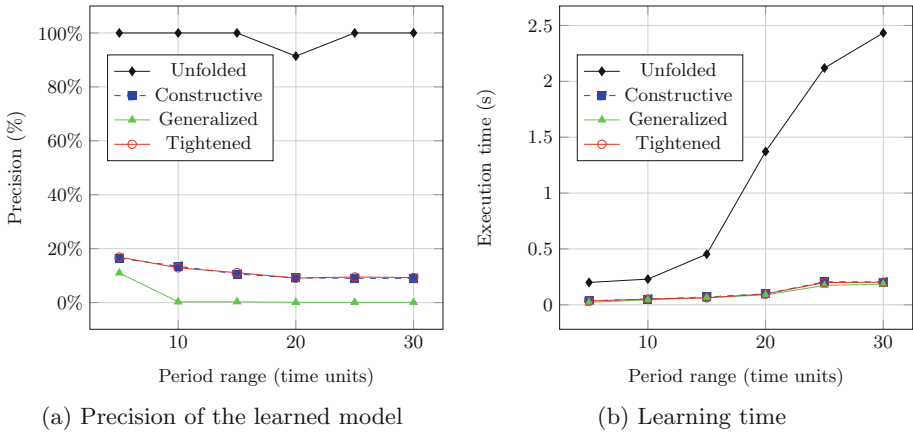 100%
80%
60%
40%
20%
0%
10
20
30
Precision (%)
Period range (time units)
Unfolded
Constructive
Generalized
Tightened
(a) Precision of the learned model
2.5
2
1.5
1
0.5
0
10
20
30
Execution time (s)
Period range (time units)
Unfolded
Constructive
Generalized
Tightened
(b) Learning time